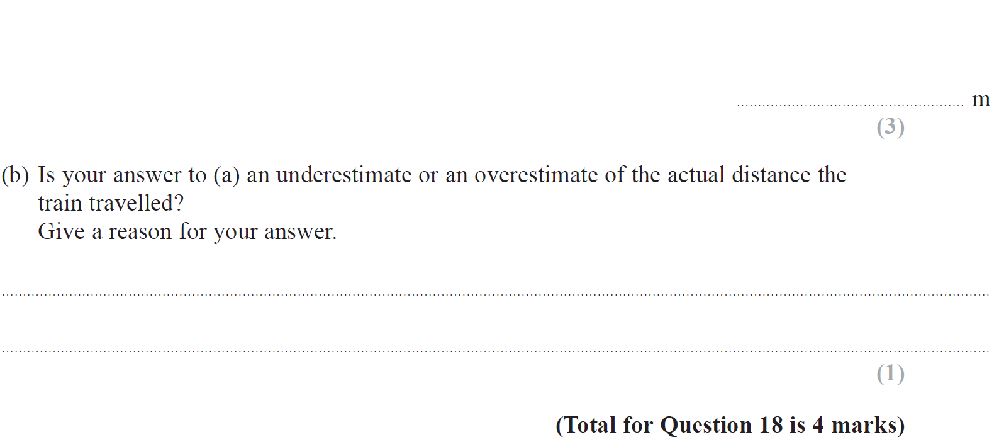 m
(3)
(b) Is your answer to (a) an underestimate or an overestimate of the actual distance the
train travelled?
Give a reason for your answer.
(1)
(Total for Question 18 is 4 marks)